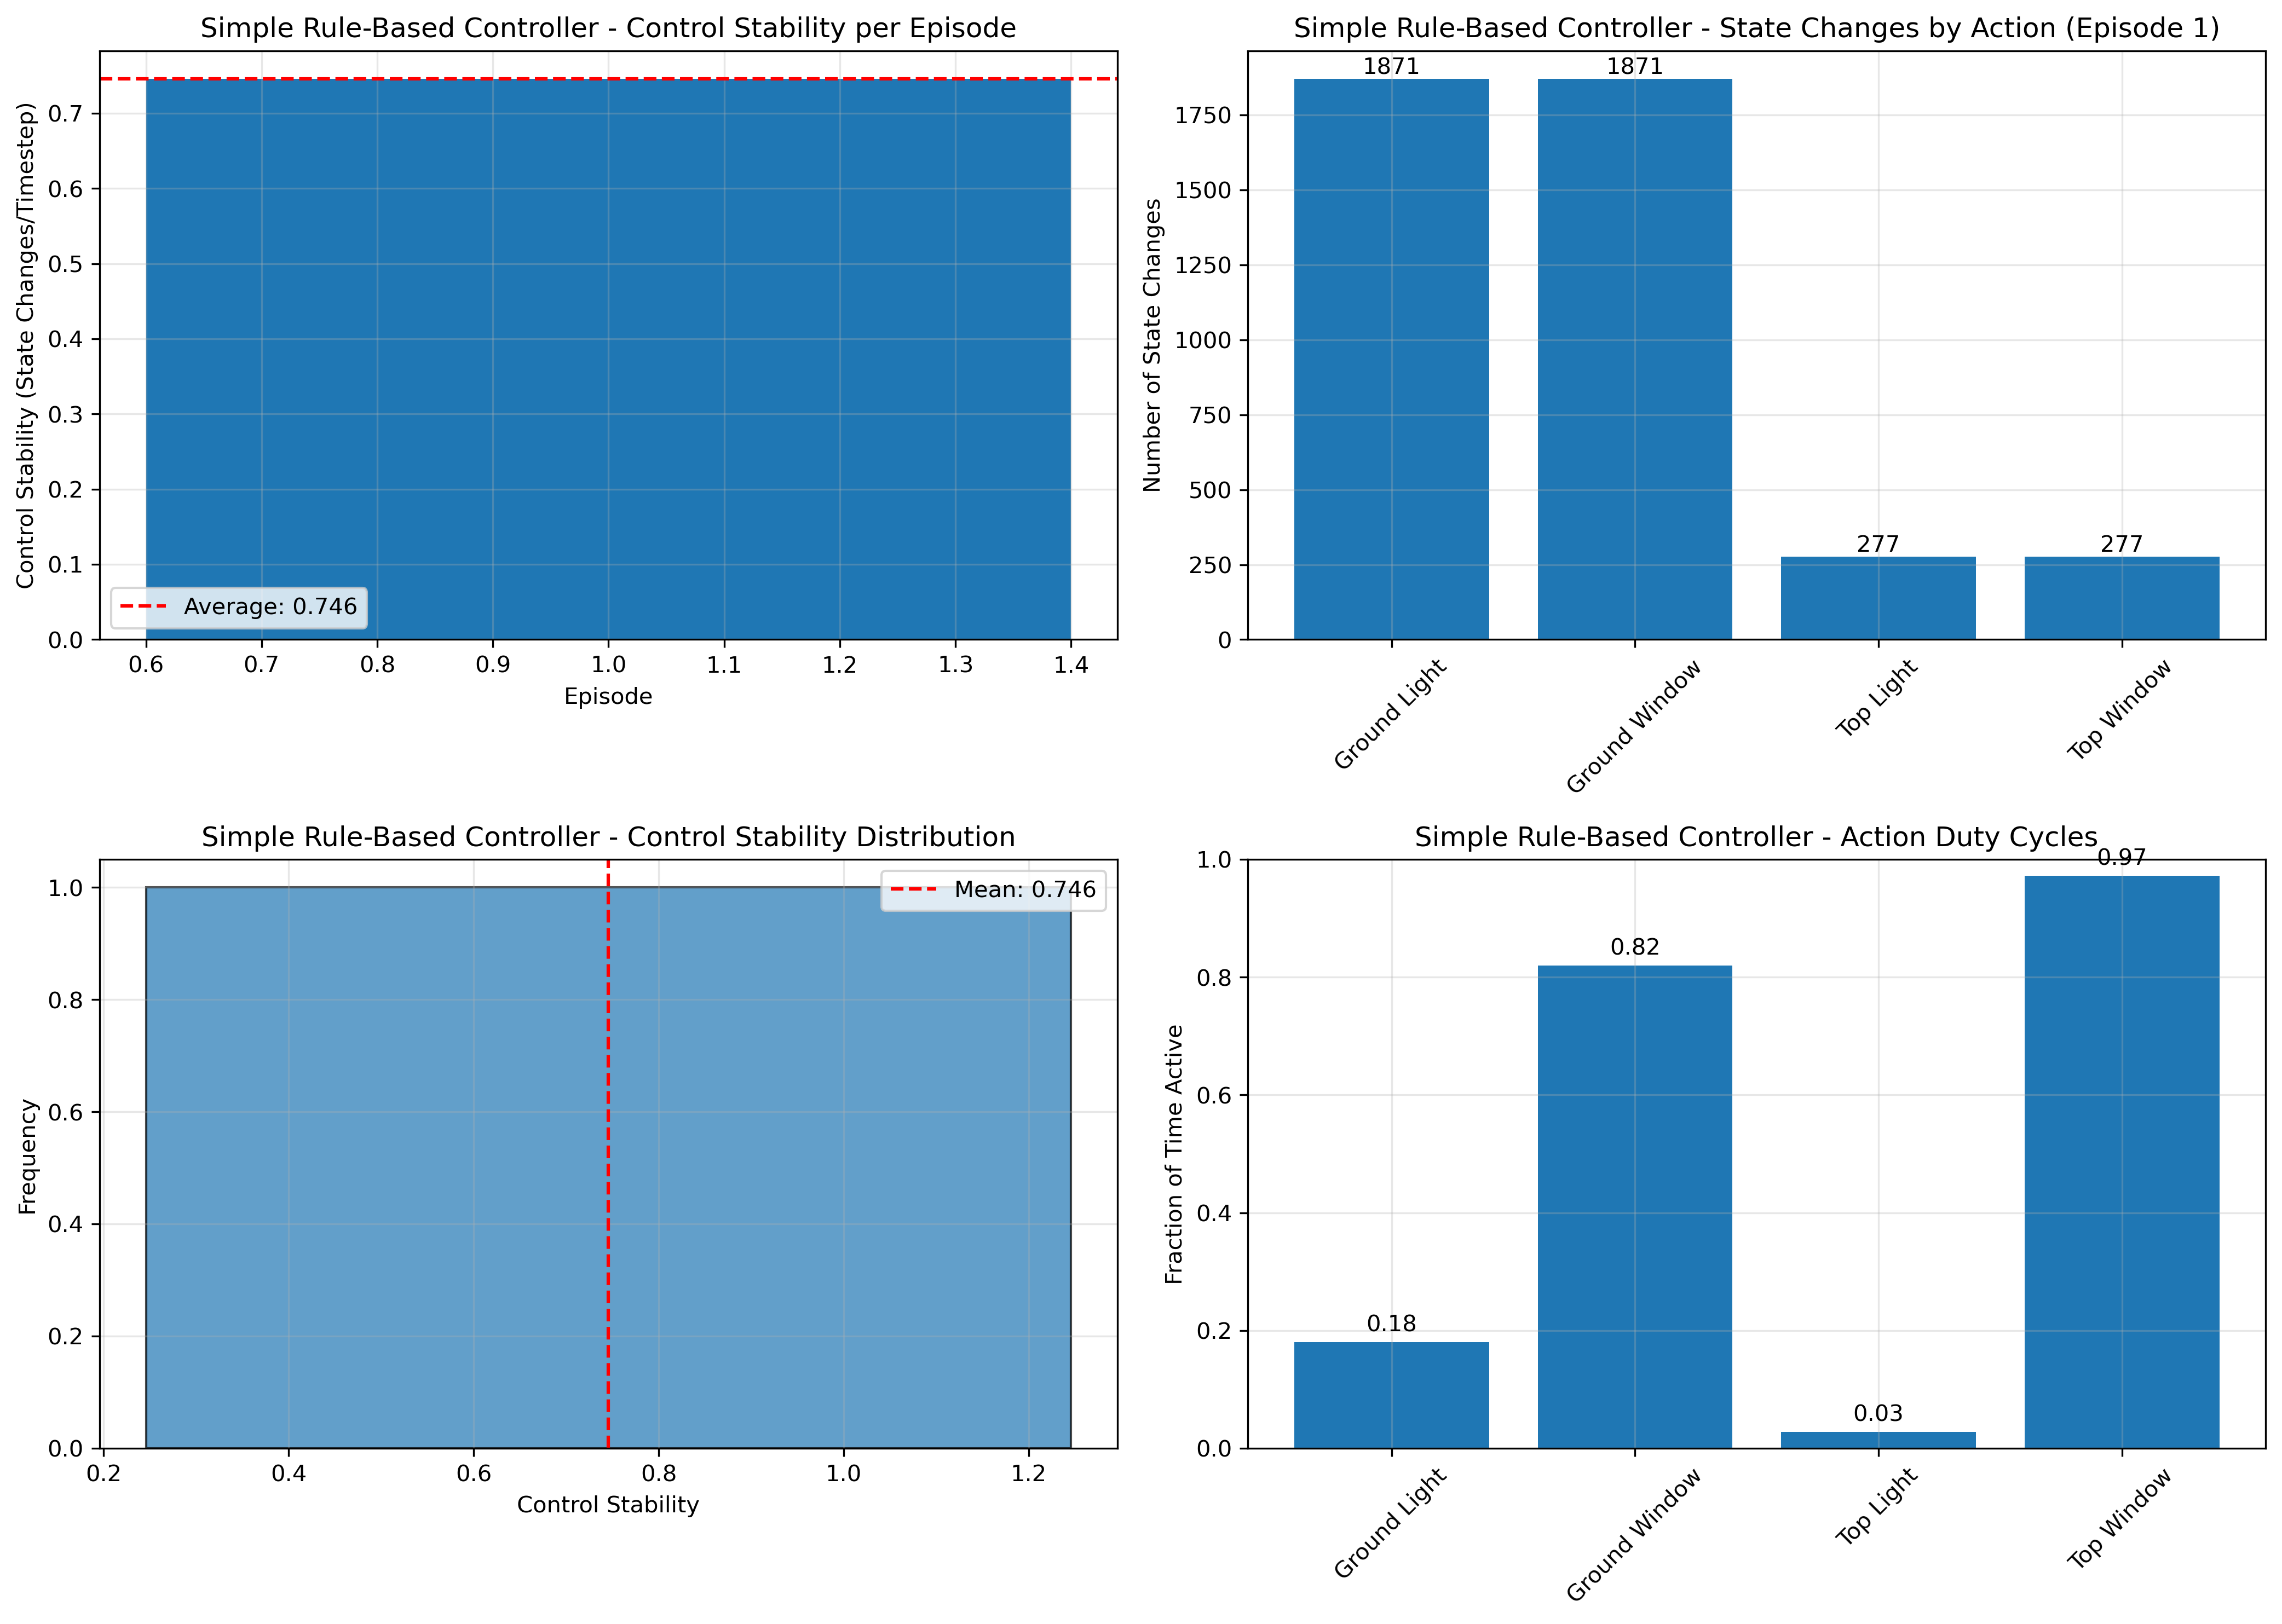 Simple Rule-Based Controller - Control Stability per Episode
Control Stability (State Changes/Timestep)
0.7
0.6
0.5
0.4
0.3
0.2
0.1
0.0
Average: 0.746
0.6 0.7 0.8 0.9 1.0 1.1 1.2 1.3 1.4
Episode
Simple Rule-Based Controller - State Changes by Action (Episode 1)
Number of State Changes
1750
1500
1250
1000
750
500
250
0
1871 1871 277 277
Ground Light
Ground Window
Top Light
Top Window
Simple Rule-Based Controller - Control Stability Distribution
Frequency
1.0
0.8
0.6
0.4
0.2
0.0
Mean: 0.746
0.2 0.4 0.6 0.8 1.0 1.2
Control Stability
Simple Rule-Based Controller - Action Duty Cycles
Fraction of Time Active
1.0
0.8
0.6
0.4
0.2
0.0
0.18 0.82 0.03 0.97
Ground Light
Ground Window
Top Light
Top Window